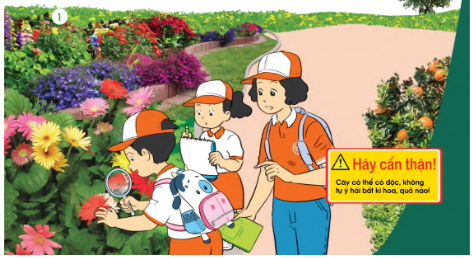 1
Hãy cẩn thận!
Cây có thể có độc, không
tự ý hái bất kì hoa, quả nào!